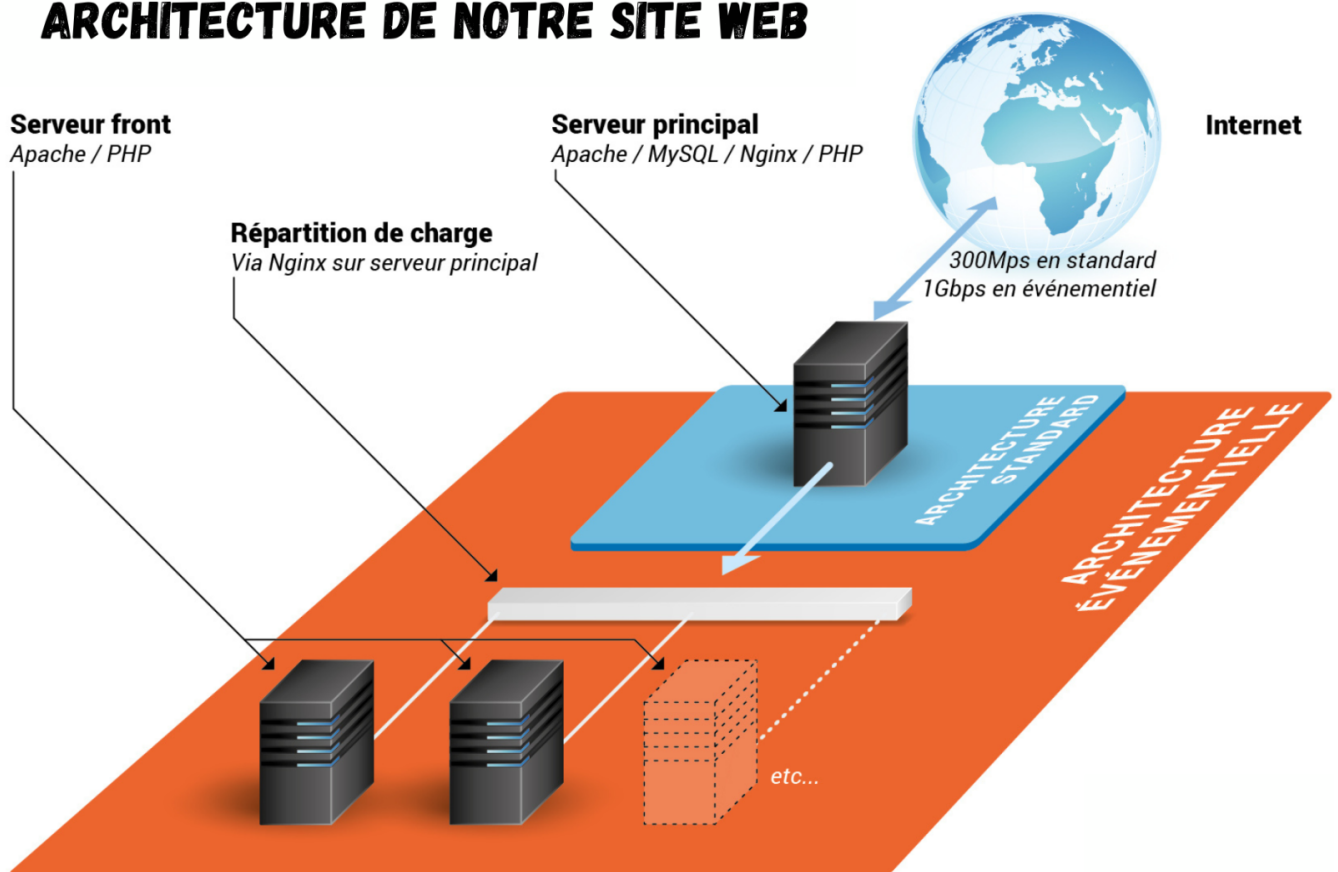 ARCHITECTURE DE NOTRE SITE WEB
Serveur front
Apache / PHP
Serveur principal
Apache / MySQL / Nginx / PHP
Internet
Répartition de charge
Via Nginx sur serveur principal
300Mps en standard
1Gbps en événementiel
ARCHITECTURE
STANDARD
ARCHITECTURE
ÉVÉNEMENTIELLE
etc...